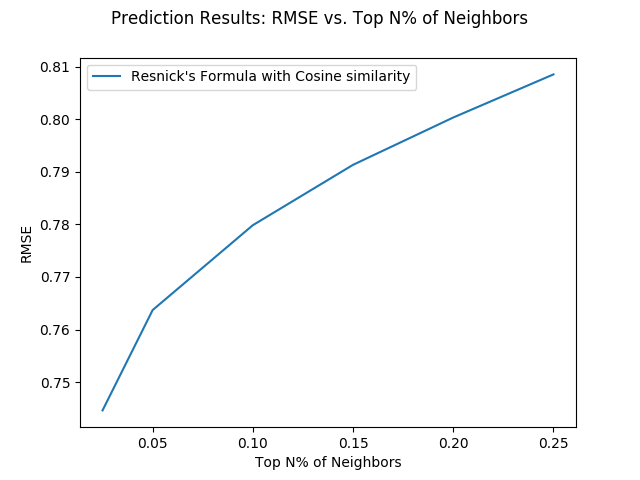 Prediction Results: RMSE vs. Top N% of Neighbors
Resnick's Formula with Cosine similarity
0.81
0.80
0.79
0.78
0.77
0.76
0.75
RMSE
0.05 0.10 0.15 0.20 0.25
Top N% of Neighbors